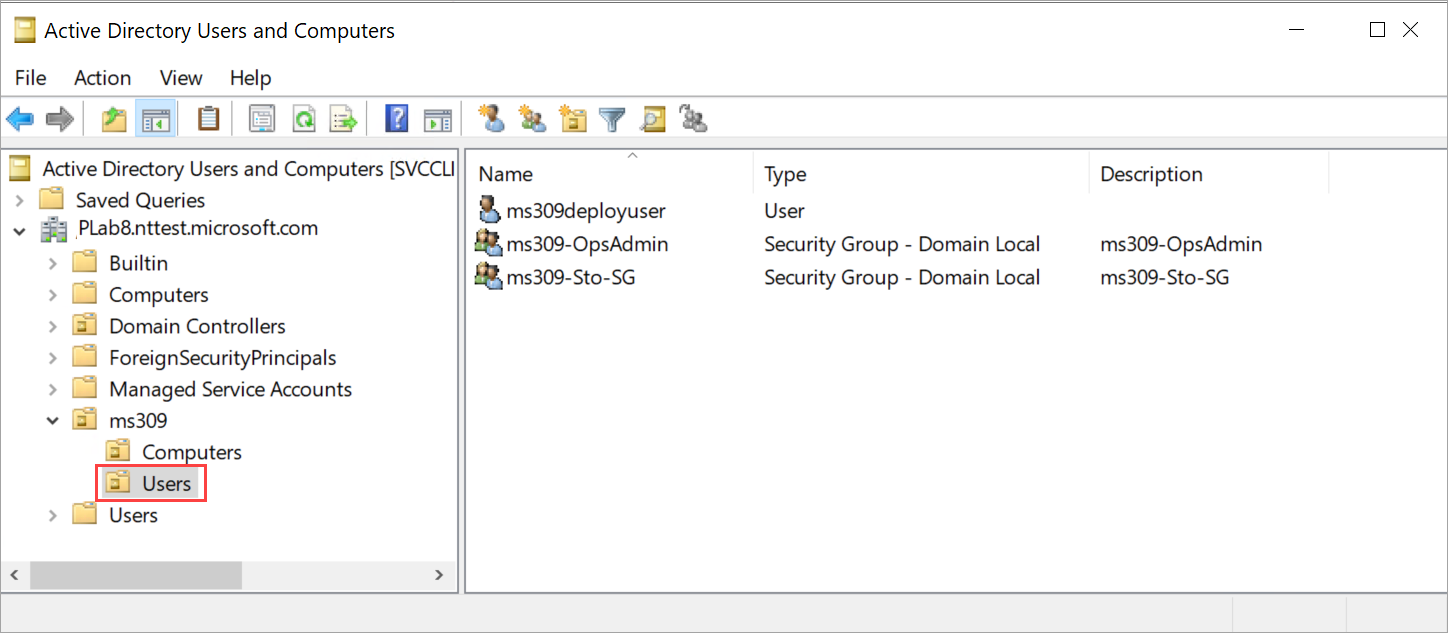 Active Directory Users and Computers
File Action View Help
Active Directory Users and Computers [SVCCLI
Saved Queries
PLab8.nttest.microsoft.com
Builtin
Computers
Domain Controllers
ForeignSecurityPrincipals
Managed Service Accounts
ms309
Computers
Users
Users
Name Type Description
ms309deployuser User
ms309-OpsAdmin Security Group - Domain Local ms309-OpsAdmin
ms309-Sto-SG Security Group - Domain Local ms309-Sto-SG